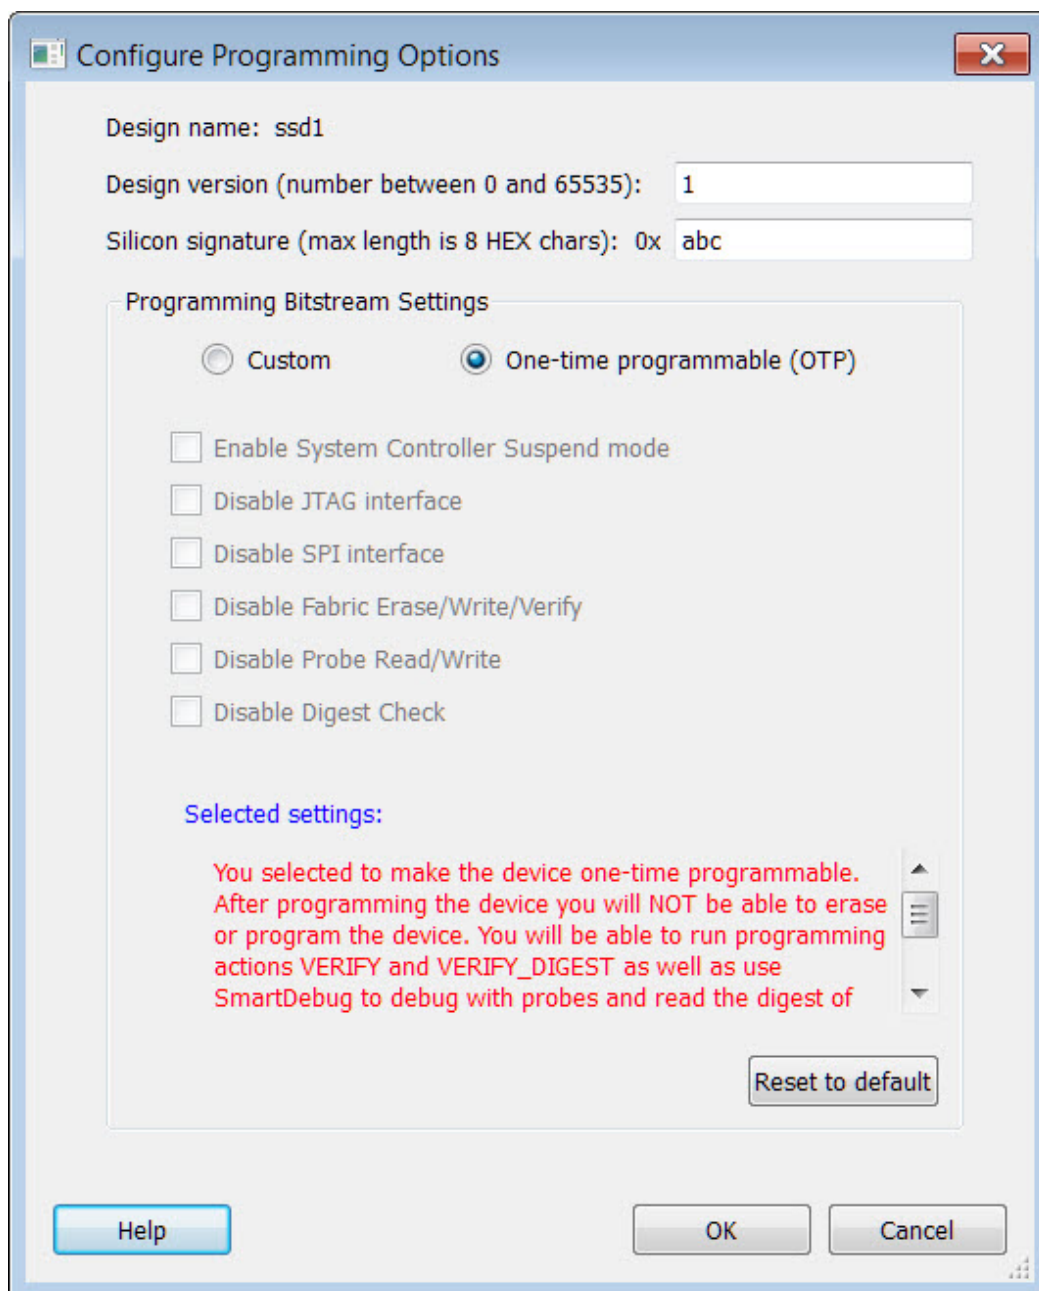 Configure Programming Options
Design name: ssd1
Design version (number between 0 and 65535): 1
Silicon signature (max length is 8 HEX chars): 0x abc
Programming Bitstream Settings
Custom One-time programmable (OTP)
Enable System Controller Suspend mode
Disable JTAG interface
Disable SPI interface
Disable Fabric Erase/Write/Verify
Disable Probe Read/Write
Disable Digest Check
Selected settings:
You selected to make the device one-time programmable.
After programming the device you will NOT be able to erase
or program the device. You will be able to run programming
actions VERIFY and VERIFY_DIGEST as well as use
SmartDebug to debug with probes and read the digest of
Reset to default
Help OK Cancel